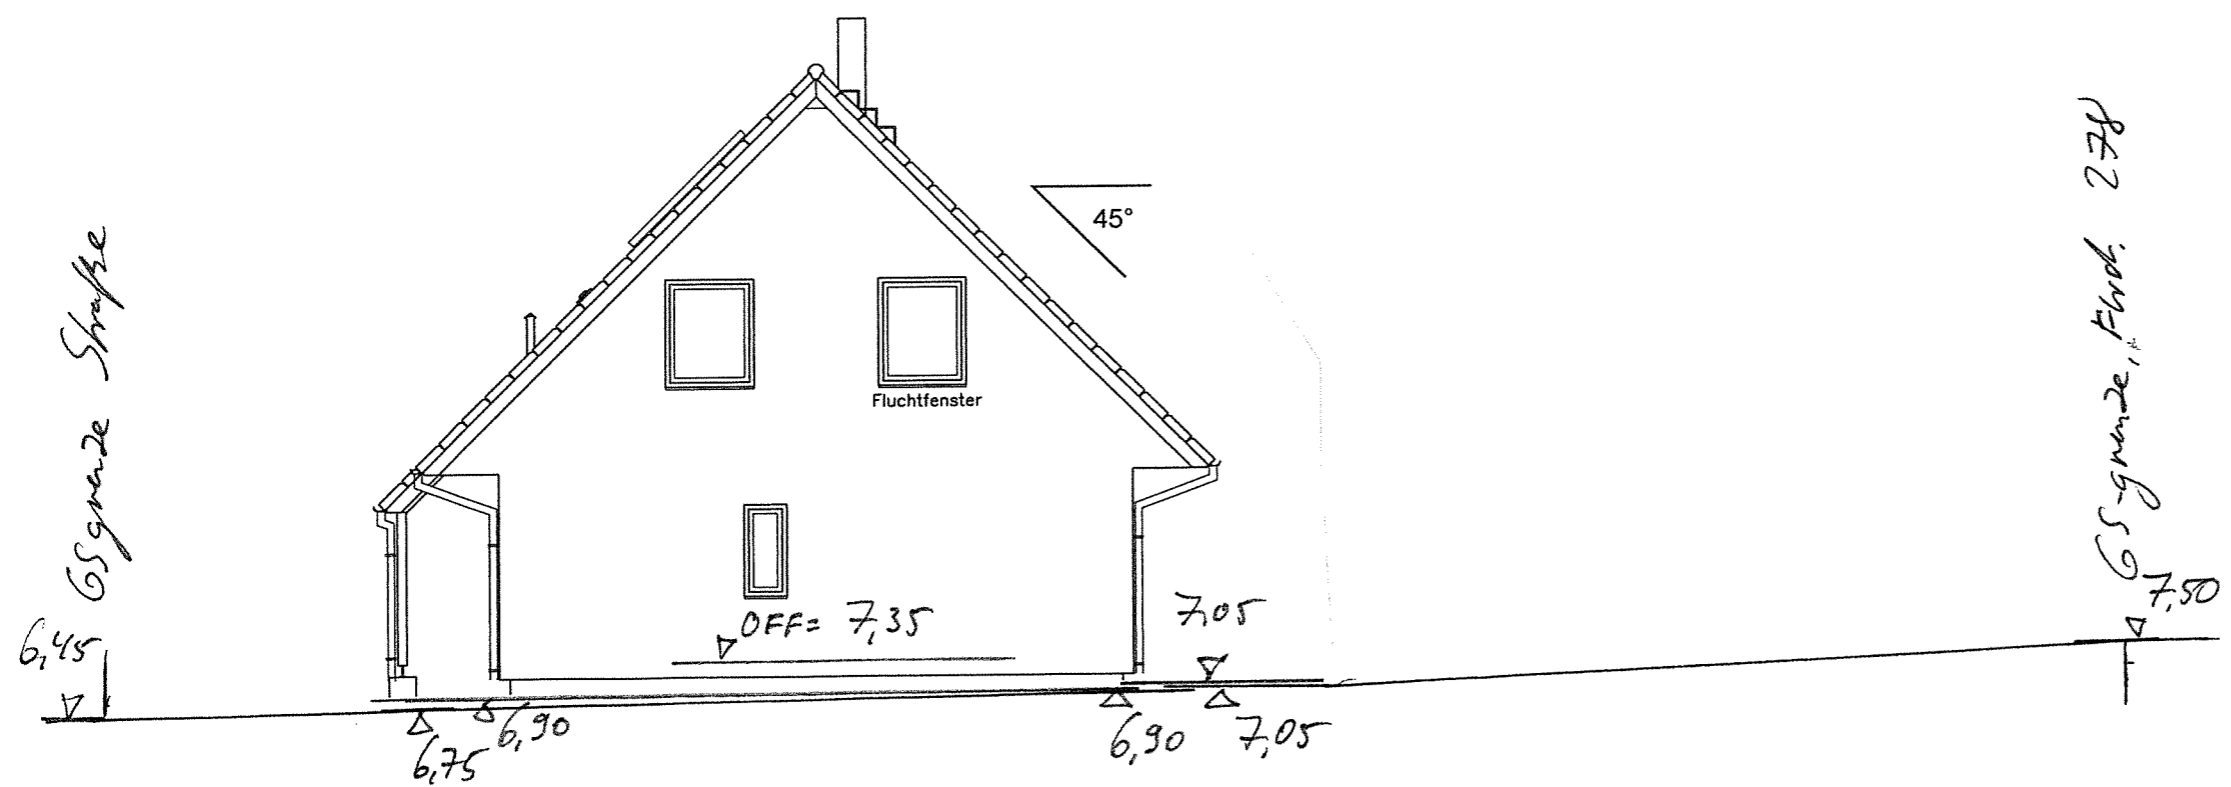 GSgrenze Straße
6,45
45°
Fluchtfenster
OFF= 7,35
7,05
6,75
6,90
6,90
7,05
GS-grenze, Flurst. 278
7,50